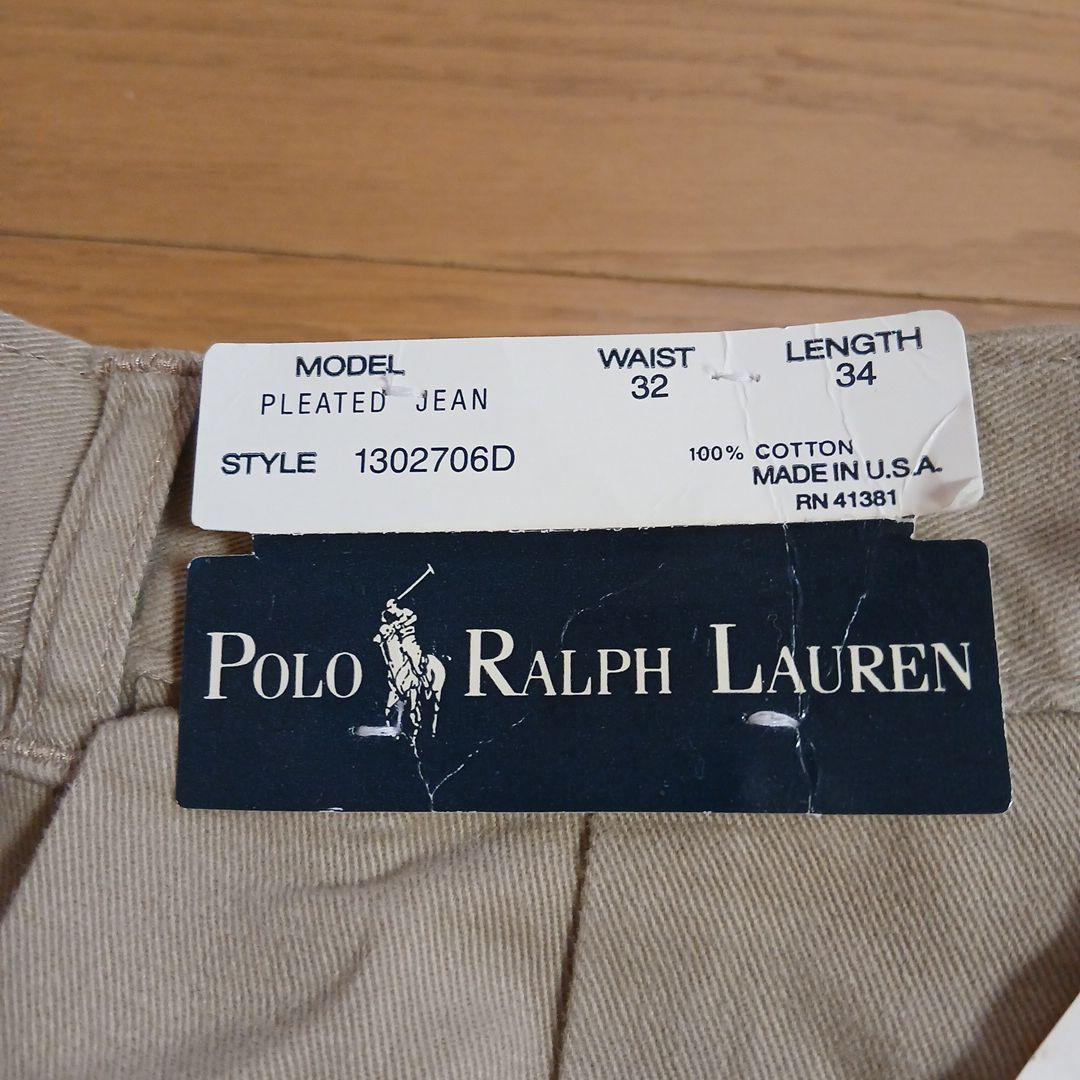 MODEL WAIST LENGTH
PLEATED JEAN 32 34
STYLE 1302706D 100% COTTON
MADE IN U.S.A.
RN 41381
POLO RALPH LAUREN